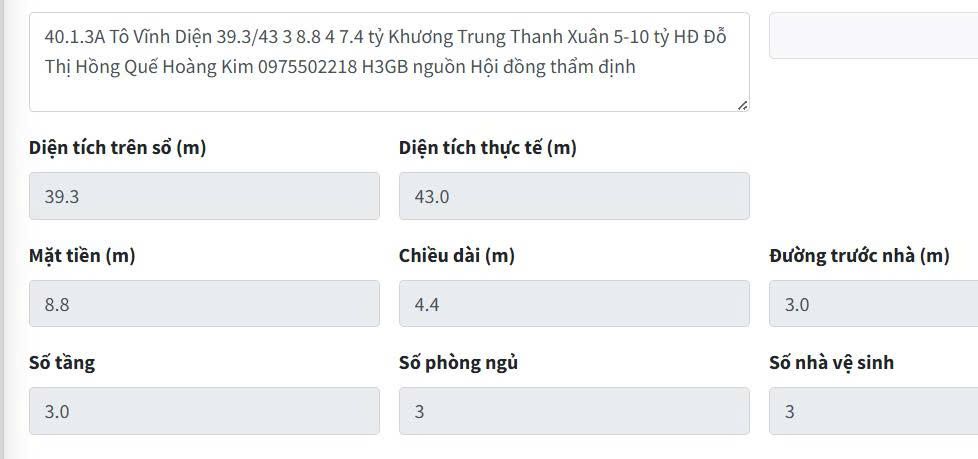 40.1.3A Tô Vĩnh Diện 39.3/43 3 8.8 4 7.4 tỷ Khương Trung Thanh Xuân 5-10 tỷ HĐ Đỗ
Thị Hồng Quế Hoàng Kim 0975502218 H3GB nguồn Hội đồng thẩm định
Diện tích trên sổ (m)
Diện tích thực tế (m)
39.3
43.0
Mặt tiền (m)
Chiều dài (m)
Đường trước nhà (m)
8.8
4.4
3.0
Số tầng
Số phòng ngủ
Số nhà vệ sinh
3.0
3
3